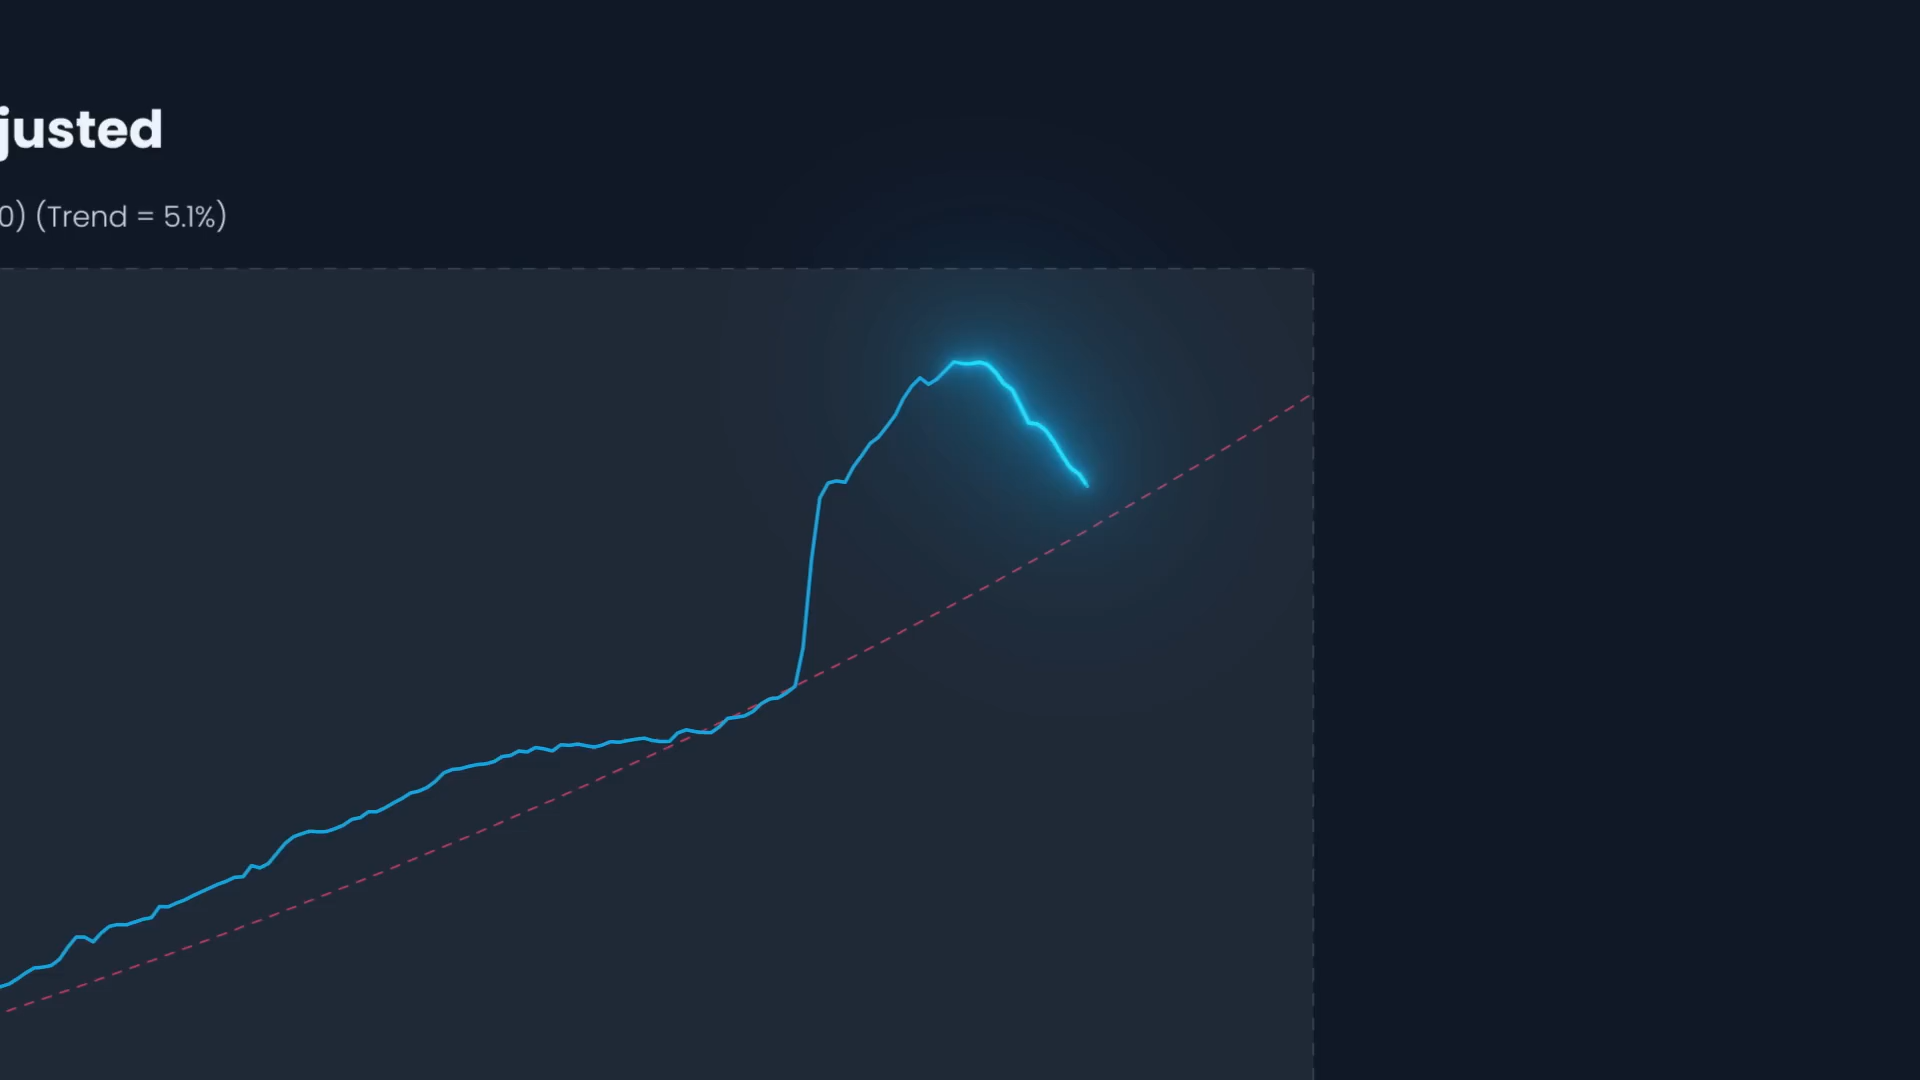 justed
0) (Trend = 5.1%)